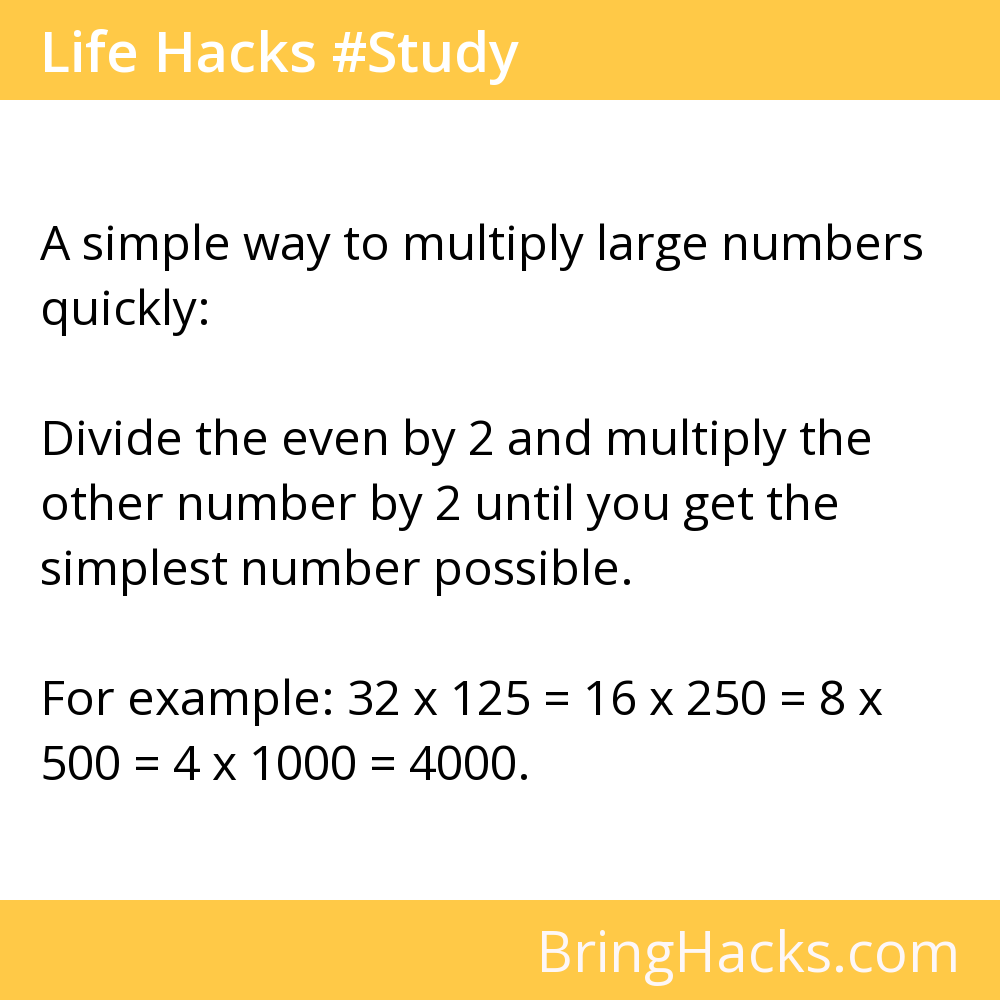 Life Hacks #Study
A simple way to multiply large numbers
quickly:
Divide the even by 2 and multiply the
other number by 2 until you get the
simplest number possible.
For example: 32 x 125 = 16 x 250 = 8 x
500 = 4 x 1000 = 4000.
BringHacks.com